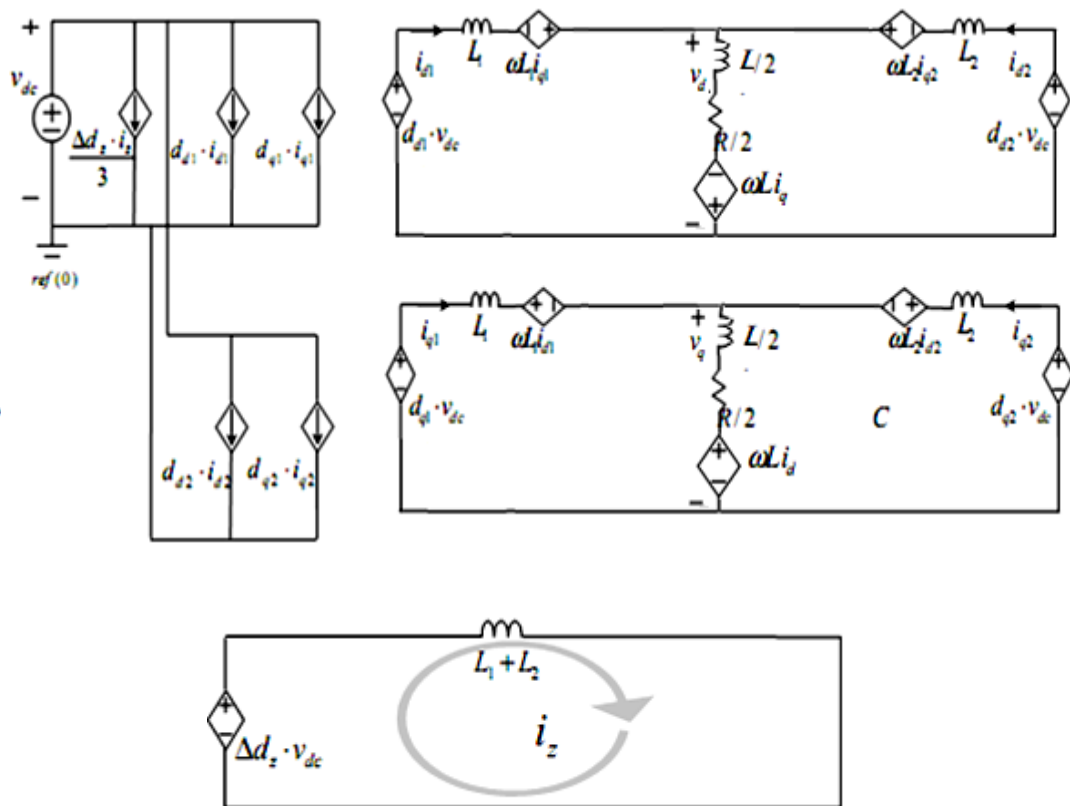 v_dc
Δd_z · i_z / 3
d_d1 · i_d1
d_q1 · i_q1
ref(0)
d_d2 · i_d2
d_q2 · i_q2
i_d1
L_1
ωL_1i_q1
v_d
L/2
R/2
ωLi_q
ωL_2i_q2
L_2
i_d2
d_d1 · v_dc
d_d2 · v_dc
i_q1
L_1
ωL_1i_d1
v_q
L/2
R/2
ωLi_d
ωL_2i_d2
L_2
i_q2
d_q1 · v_dc
C
d_q2 · v_dc
L_1 + L_2
i_z
Δd_z · v_dc